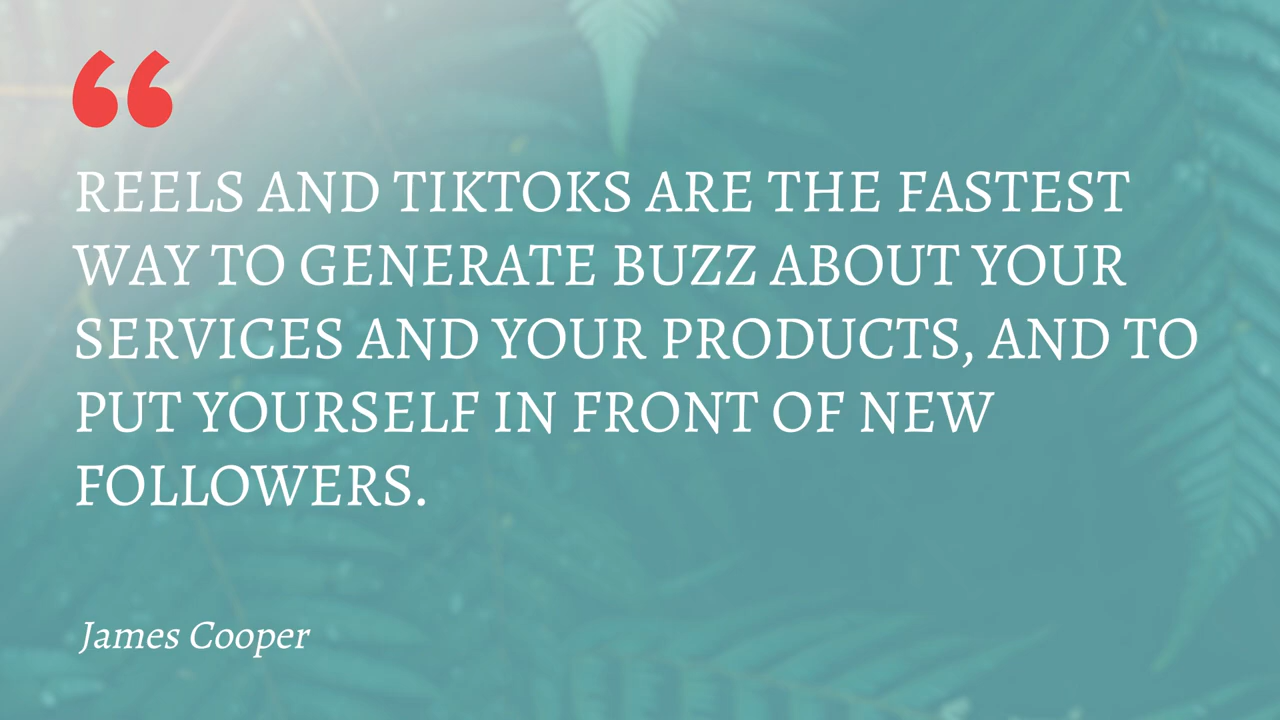 “
REELS AND TIKTOKS ARE THE FASTEST
WAY TO GENERATE BUZZ ABOUT YOUR
SERVICES AND YOUR PRODUCTS, AND TO
PUT YOURSELF IN FRONT OF NEW
FOLLOWERS.
James Cooper